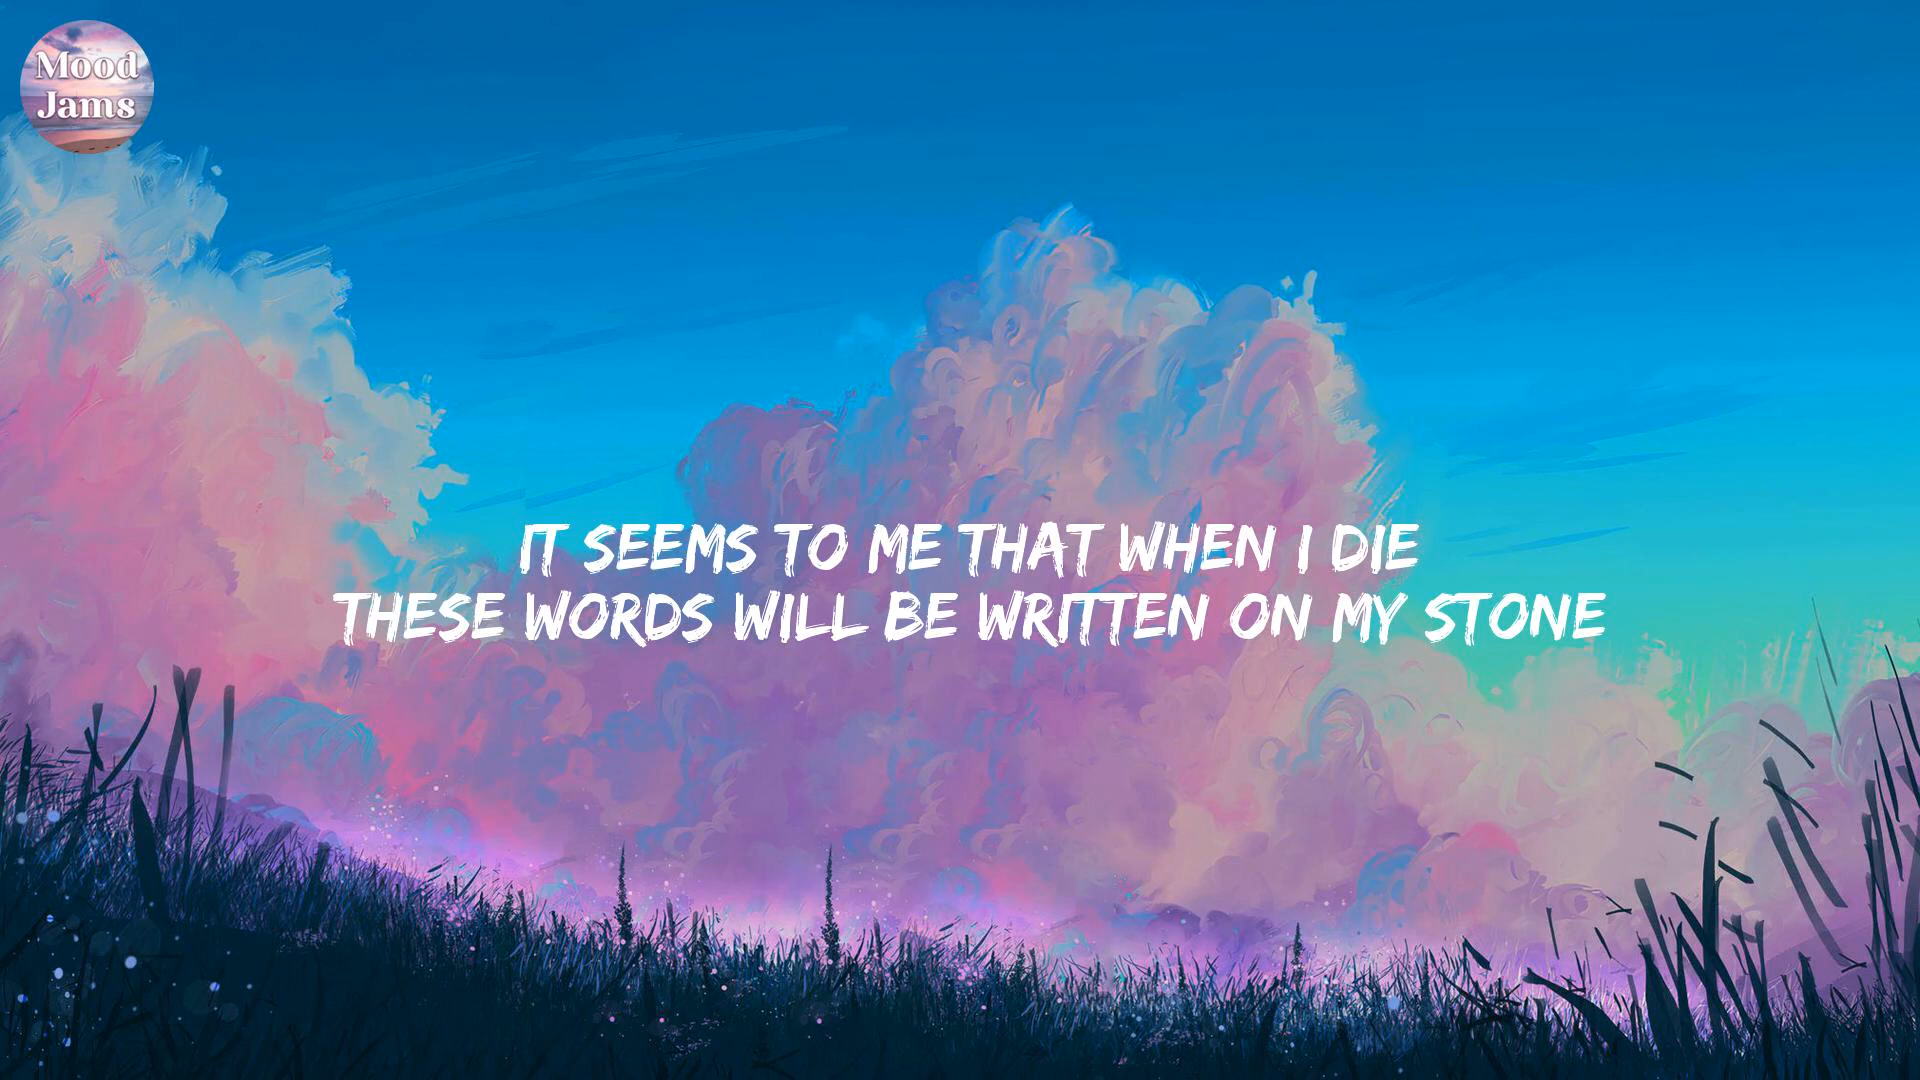 Mood
Jams
IT SEEMS TO ME THAT WHEN I DIE
THESE WORDS WILL BE WRITTEN ON MY STONE